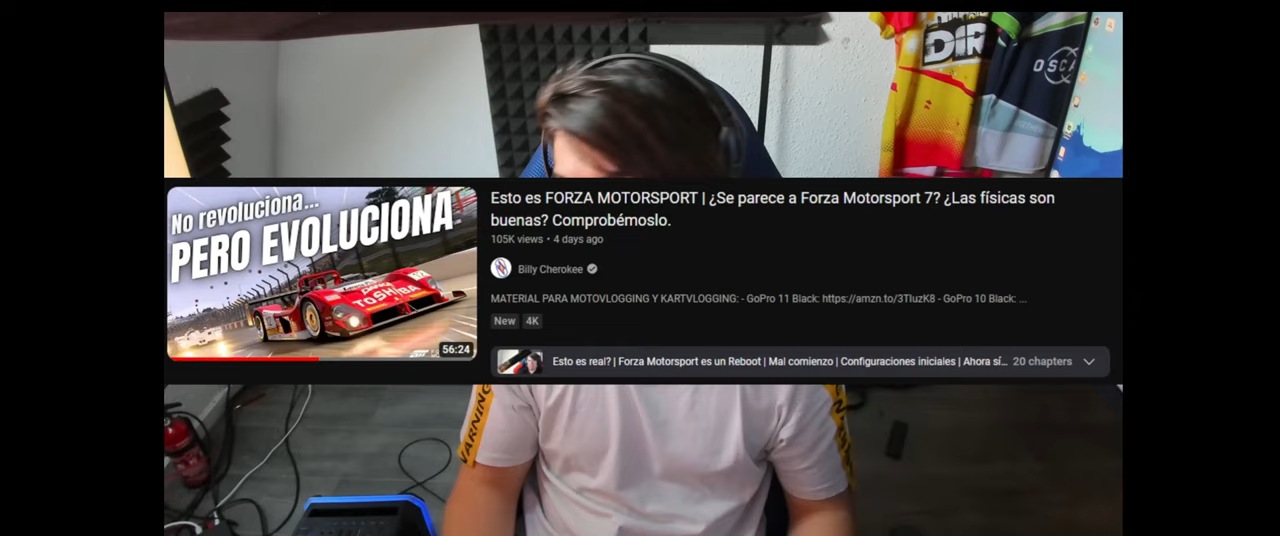 DIR
OSCA
No revoluciona...
PERO EVOLUCIONA
TOSHIBA
56:24
Esto es FORZA MOTORSPORT | ¿Se parece a Forza Motorsport 7? ¿Las físicas son
buenas? Comprobémoslo.
105K views • 4 days ago
Billy Cherokee
MATERIAL PARA MOTOVLOGGING Y KARTVLOGGING: - GoPro 11 Black: https://amzn.to/3TIuzK8 - GoPro 10 Black: ...
New 4K
Esto es real? | Forza Motorsport es un Reboot | Mal comienzo | Configuraciones iniciales | Ahora sí... 20 chapters
WARNING